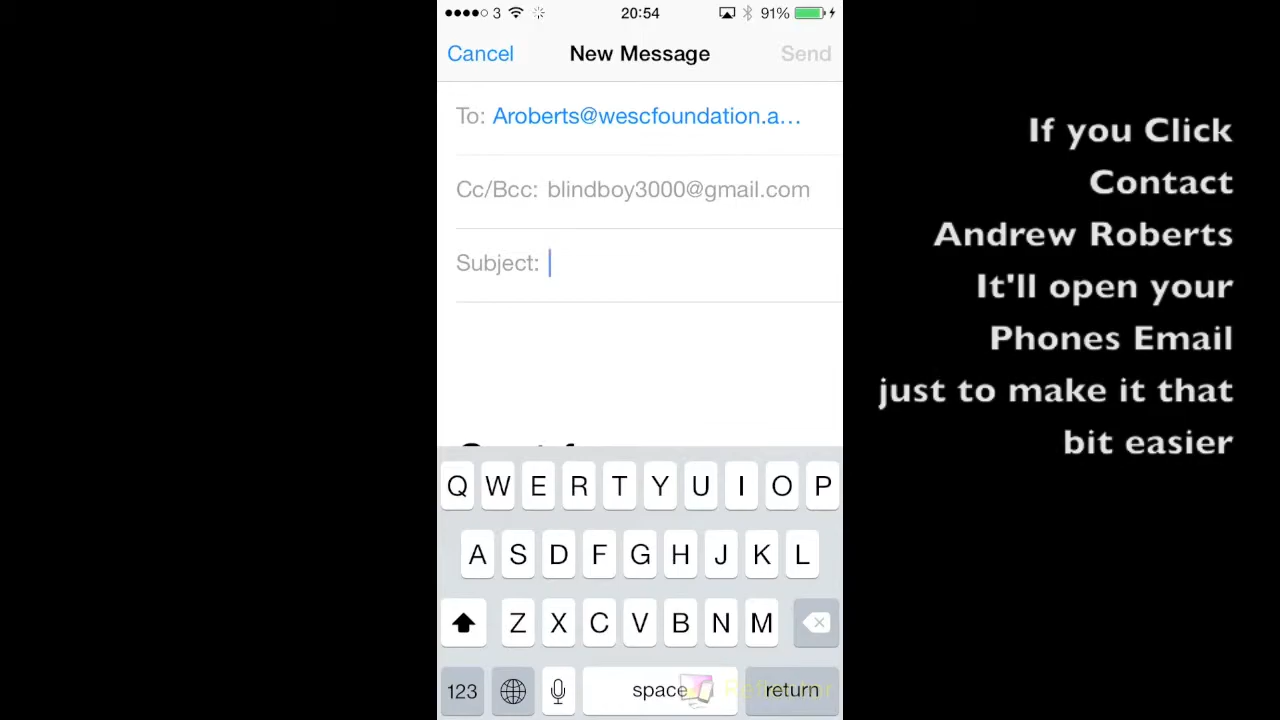 3 20:54 91%
Cancel New Message Send
To: Aroberts@wescfoundation.a...
Cc/Bcc: blindboy3000@gmail.com
Subject:
Q W E R T Y U I O P
A S D F G H J K L
Z X C V B N M
123 space return
Reflector
If you Click
Contact
Andrew Roberts
It'll open your
Phones Email
just to make it that
bit easier